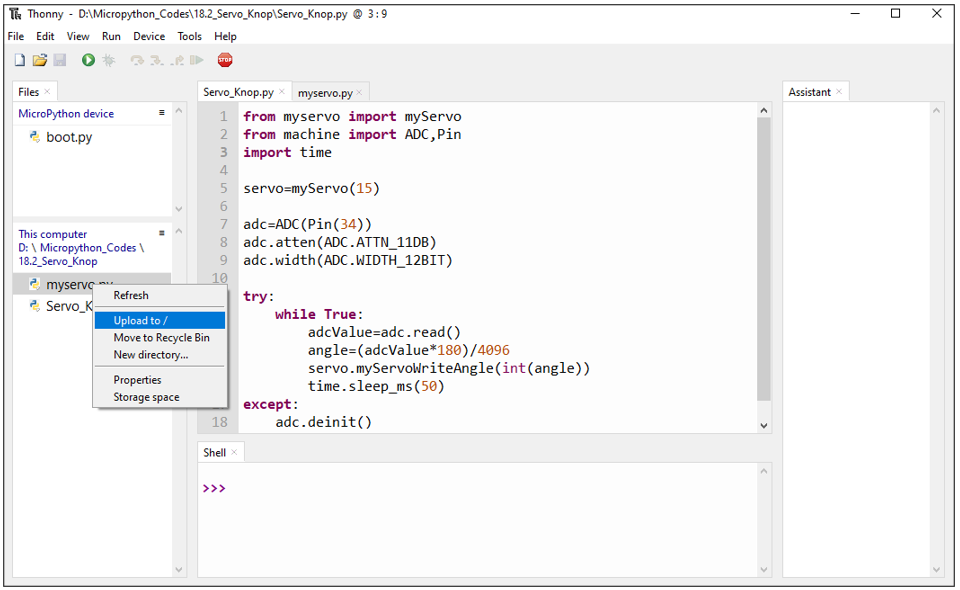 Thonny - D:\Micropython_Codes\18.2_Servo_Knop\Servo_Knop.py @ 3:9
File Edit View Run Device Tools Help
STOP
Files
MicroPython device
boot.py
This computer
D: \ Micropython_Codes \
18.2_Servo_Knop
myservo.py
Servo_K
Refresh
Upload to /
Move to Recycle Bin
New directory...
Properties
Storage space
Servo_Knop.py myservo.py
1 from myservo import myServo
2 from machine import ADC,Pin
3 import time
4
5 servo=myServo(15)
6
7 adc=ADC(Pin(34))
8 adc.atten(ADC.ATTN_11DB)
9 adc.width(ADC.WIDTH_12BIT)
10
try:
while True:
adcValue=adc.read()
angle=(adcValue*180)/4096
servo.myServoWriteAngle(int(angle))
time.sleep_ms(50)
except:
18 adc.deinit()
Shell
>>>
Assistant